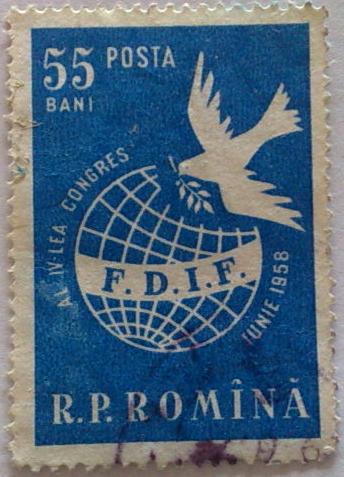 55 POSTA
BANI
AL IV-LEA CONGRES
F.D.I.F.
IUNIE 1958
R.P.ROMÎNĂ